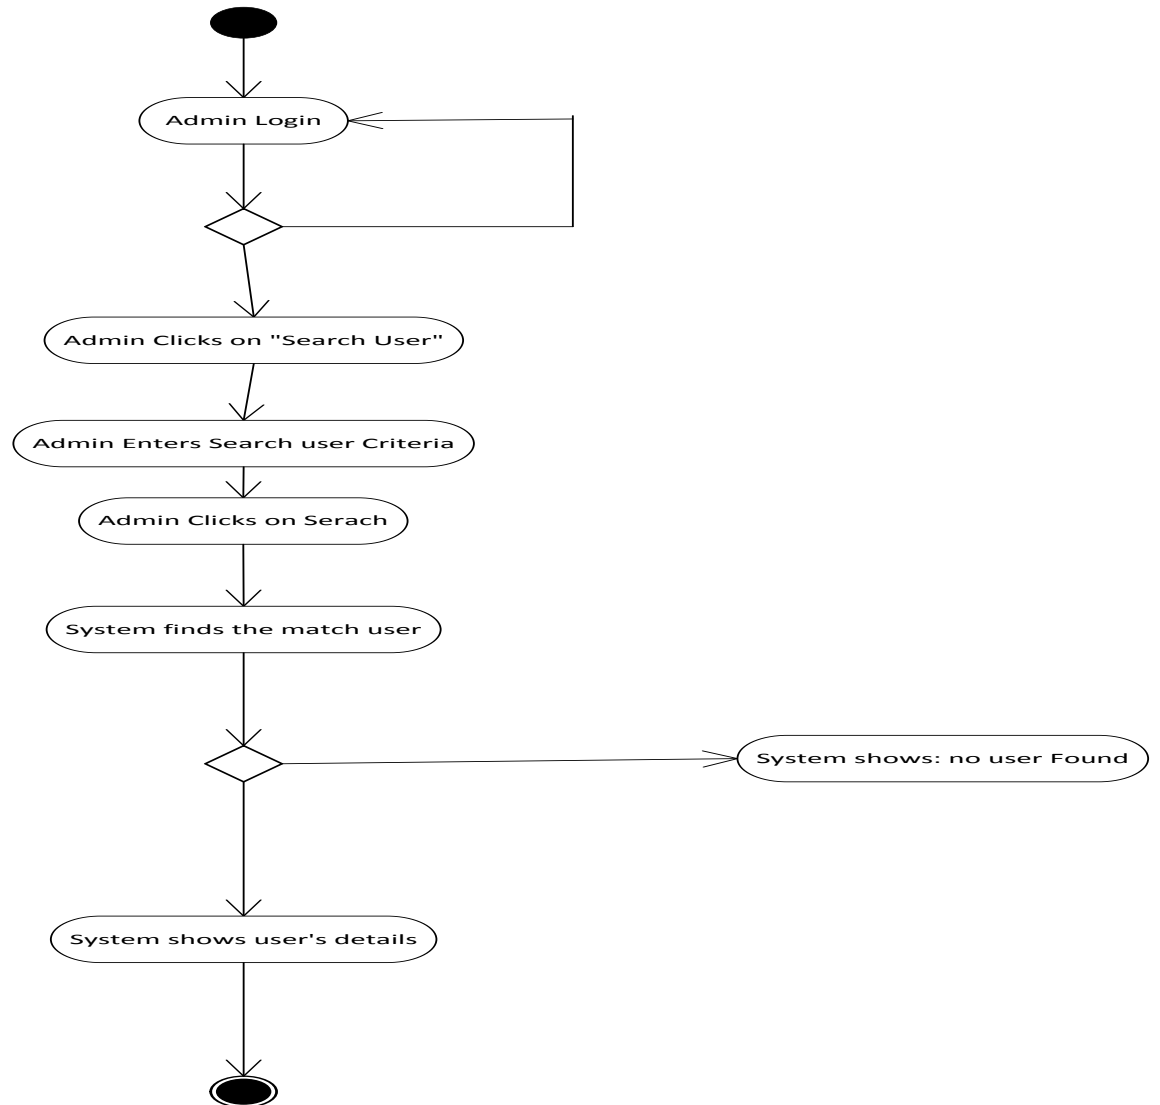 Admin Login
Admin Clicks on "Search User"
Admin Enters Search user Criteria
Admin Clicks on Serach
System finds the match user
System shows: no user Found
System shows user's details